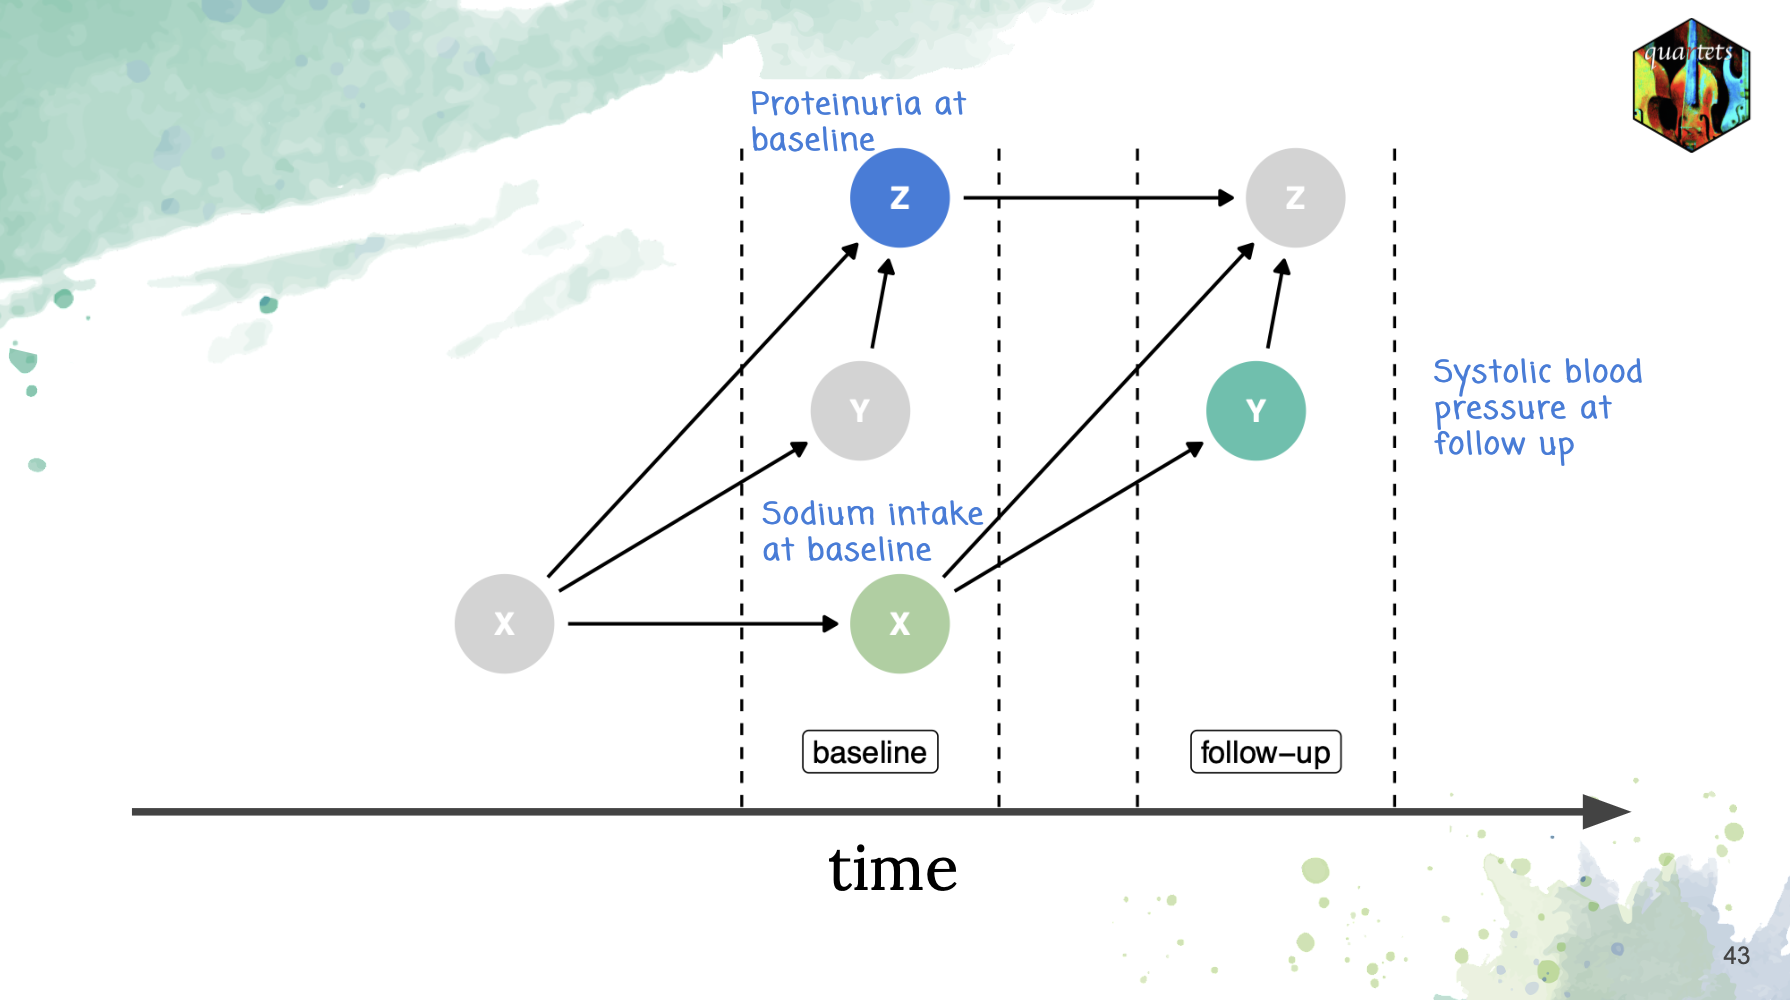 quartets
Proteinuria at
baseline
Z
Z
Y
Y
Systolic blood
pressure at
follow up
Sodium intake
at baseline
X
X
baseline
follow-up
time
43